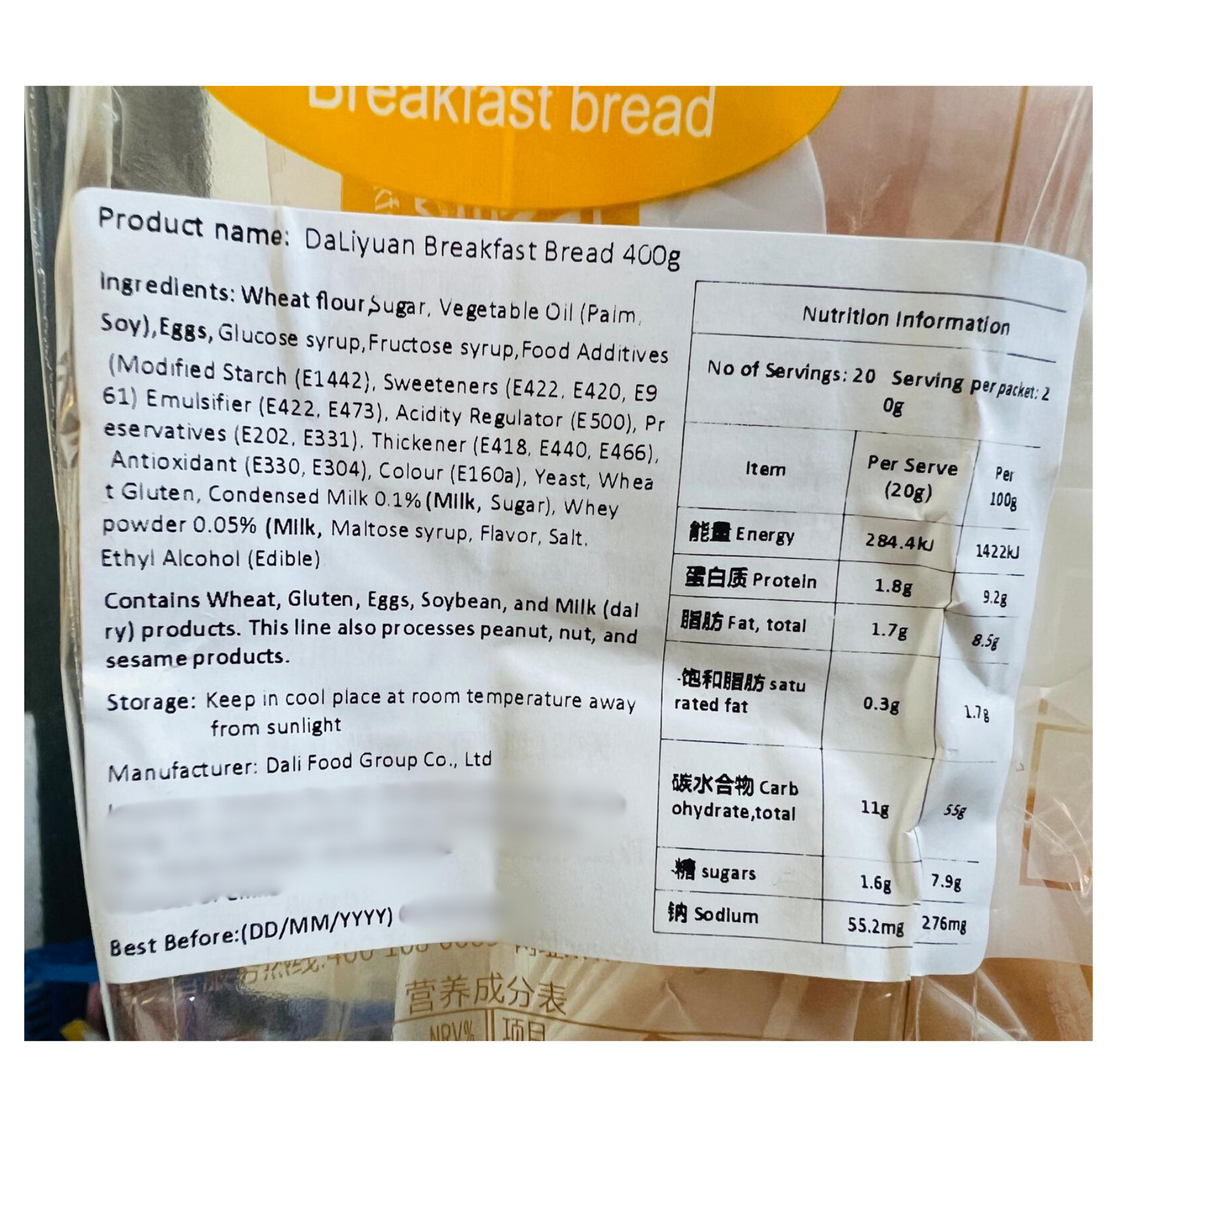 Breakfast bread
Product name: DaLiyuan Breakfast Bread 400g
Ingredients: Wheat flour,Sugar, Vegetable Oil (Palm,
Soy),Eggs, Glucose syrup,Fructose syrup,Food Additives
(Modified Starch (E1442), Sweeteners (E422, E420, E9
61) Emulsifier (E422, E473), Acidity Regulator (E500), Pr
eservatives (E202, E331). Thickener (E418, E440, E466),
Antioxidant (E330, E304), Colour (E160a), Yeast, Whea
t Gluten, Condensed Milk 0.1% (Milk, Sugar), Whey
powder 0.05% (Milk, Maltose syrup, Flavor, Salt.
Ethyl Alcohol (Edible)
Contains Wheat, Gluten, Eggs, Soybean, and Milk (dai
ry) products. This line also processes peanut, nut, and
sesame products.
Storage: Keep in cool place at room temperature away
from sunlight
Manufacturer: Dali Food Group Co., Ltd
Best Before:(DD/MM/YYYY)
Nutrition Information
No of Servings: 20 Serving per packet: 2
0g
Item Per Serve (20g) Per 100g
能量 Energy 284.4kJ 1422kJ
蛋白质 Protein 1.8g 9.2g
脂肪 Fat, total 1.7g 8.5g
-饱和脂肪 satu
rated fat 0.3g 1.7g
碳水合物 Carb
ohydrate,total 11g 55g
-糖 sugars 1.6g 7.9g
钠 Sodium 55.2mg 276mg
营养成分表
NRV% 项目